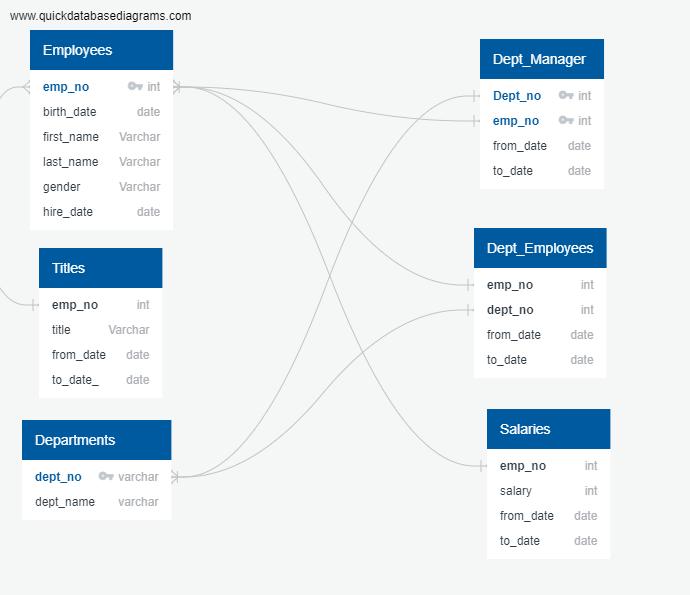 www.quickdatabasediagrams.com
Employees
emp_no int
birth_date date
first_name Varchar
last_name Varchar
gender Varchar
hire_date date
Titles
emp_no int
title Varchar
from_date date
to_date_ date
Departments
dept_no varchar
dept_name varchar
Dept_Manager
Dept_no int
emp_no int
from_date date
to_date date
Dept_Employees
emp_no int
dept_no int
from_date date
to_date date
Salaries
emp_no int
salary int
from_date date
to_date date